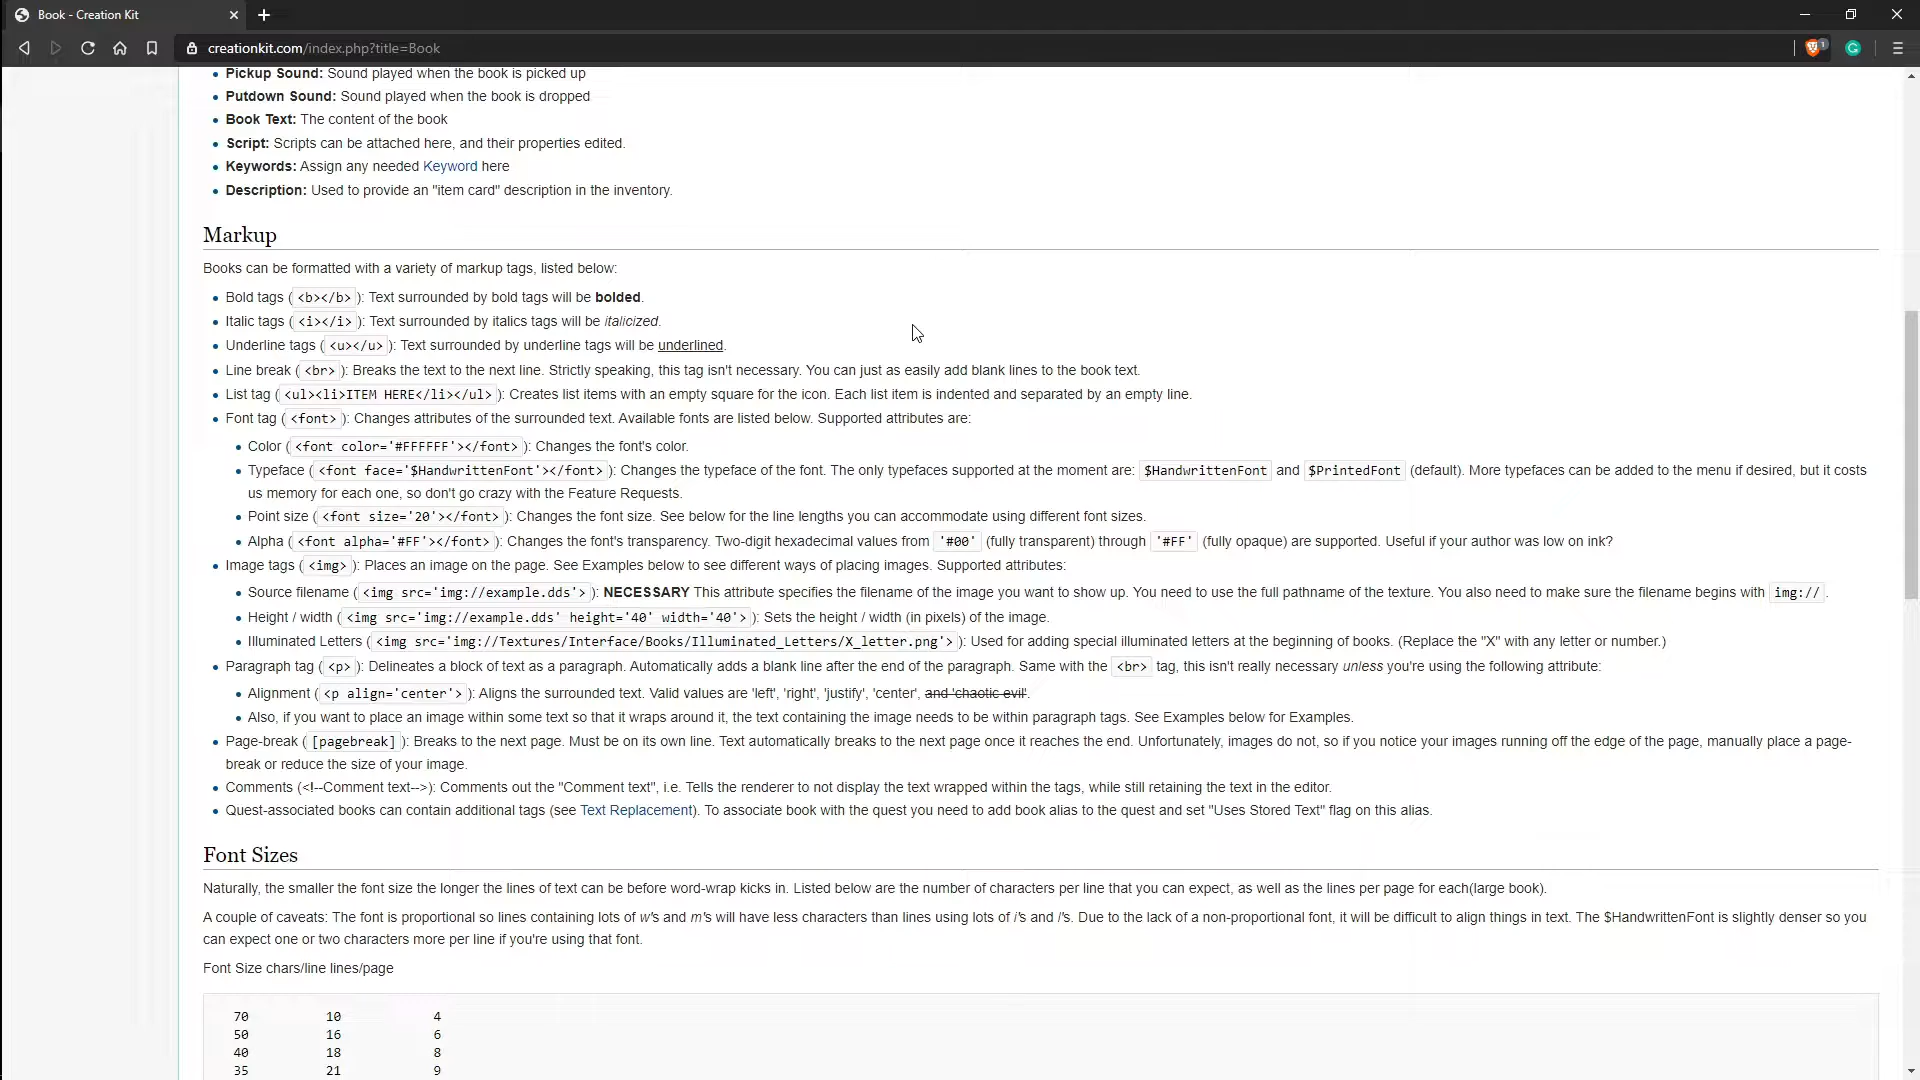 Book - Creation Kit
creationkit.com/index.php?title=Book
1
Pickup Sound: Sound played when the book is picked up
Putdown Sound: Sound played when the book is dropped
Book Text: The content of the book
Script: Scripts can be attached here, and their properties edited.
Keywords: Assign any needed Keyword here
Description: Used to provide an "item card" description in the inventory.
Markup
Books can be formatted with a variety of markup tags, listed below:
Bold tags ( <b></b> ): Text surrounded by bold tags will be bolded.
Italic tags ( <i></i> ): Text surrounded by italics tags will be italicized.
Underline tags ( <u></u> ): Text surrounded by underline tags will be underlined.
Line break ( <br> ): Breaks the text to the next line. Strictly speaking, this tag isn't necessary. You can just as easily add blank lines to the book text.
List tag ( <ul><li>ITEM HERE</li></ul> ): Creates list items with an empty square for the icon. Each list item is indented and separated by an empty line.
Font tag ( <font> ): Changes attributes of the surrounded text. Available fonts are listed below. Supported attributes are:
Color ( <font color='#FFFFFF'></font> ): Changes the font's color.
Typeface ( <font face='$HandwrittenFont'></font> ): Changes the typeface of the font. The only typefaces supported at the moment are: $HandwrittenFont and $PrintedFont (default). More typefaces can be added to the menu if desired, but it costs
us memory for each one, so don't go crazy with the Feature Requests.
Point size ( <font size='20'></font> ): Changes the font size. See below for the line lengths you can accommodate using different font sizes.
Alpha ( <font alpha='#FF'></font> ): Changes the font's transparency. Two-digit hexadecimal values from '#00' (fully transparent) through '#FF' (fully opaque) are supported. Useful if your author was low on ink?
Image tags ( <img> ): Places an image on the page. See Examples below to see different ways of placing images. Supported attributes:
Source filename ( <img src='img://example.dds'> ): NECESSARY This attribute specifies the filename of the image you want to show up. You need to use the full pathname of the texture. You also need to make sure the filename begins with img:// .
Height / width ( <img src='img://example.dds' height='40' width='40'> ): Sets the height / width (in pixels) of the image.
Illuminated Letters ( <img src='img://Textures/Interface/Books/Illuminated_Letters/X_letter.png'> ): Used for adding special illuminated letters at the beginning of books. (Replace the "X" with any letter or number.)
Paragraph tag ( <p> ): Delineates a block of text as a paragraph. Automatically adds a blank line after the end of the paragraph. Same with the <br> tag, this isn't really necessary unless you're using the following attribute:
Alignment ( <p align='center'> ): Aligns the surrounded text. Valid values are 'left', 'right', 'justify', 'center', and 'chaotic evil'.
Also, if you want to place an image within some text so that it wraps around it, the text containing the image needs to be within paragraph tags. See Examples below for Examples.
Page-break ( [pagebreak] ): Breaks to the next page. Must be on its own line. Text automatically breaks to the next page once it reaches the end. Unfortunately, images do not, so if you notice your images running off the edge of the page, manually place a page-
break or reduce the size of your image.
Comments (<!--Comment text-->): Comments out the "Comment text", i.e. Tells the renderer to not display the text wrapped within the tags, while still retaining the text in the editor.
Quest-associated books can contain additional tags (see Text Replacement). To associate book with the quest you need to add book alias to the quest and set "Uses Stored Text" flag on this alias.
Font Sizes
Naturally, the smaller the font size the longer the lines of text can be before word-wrap kicks in. Listed below are the number of characters per line that you can expect, as well as the lines per page for each(large book).
A couple of caveats: The font is proportional so lines containing lots of w's and m's will have less characters than lines using lots of i's and l's. Due to the lack of a non-proportional font, it will be difficult to align things in text. The $HandwrittenFont is slightly denser so you
can expect one or two characters more per line if you're using that font.
Font Size chars/line lines/page
70 10 4
50 16 6
40 18 8
35 21 9